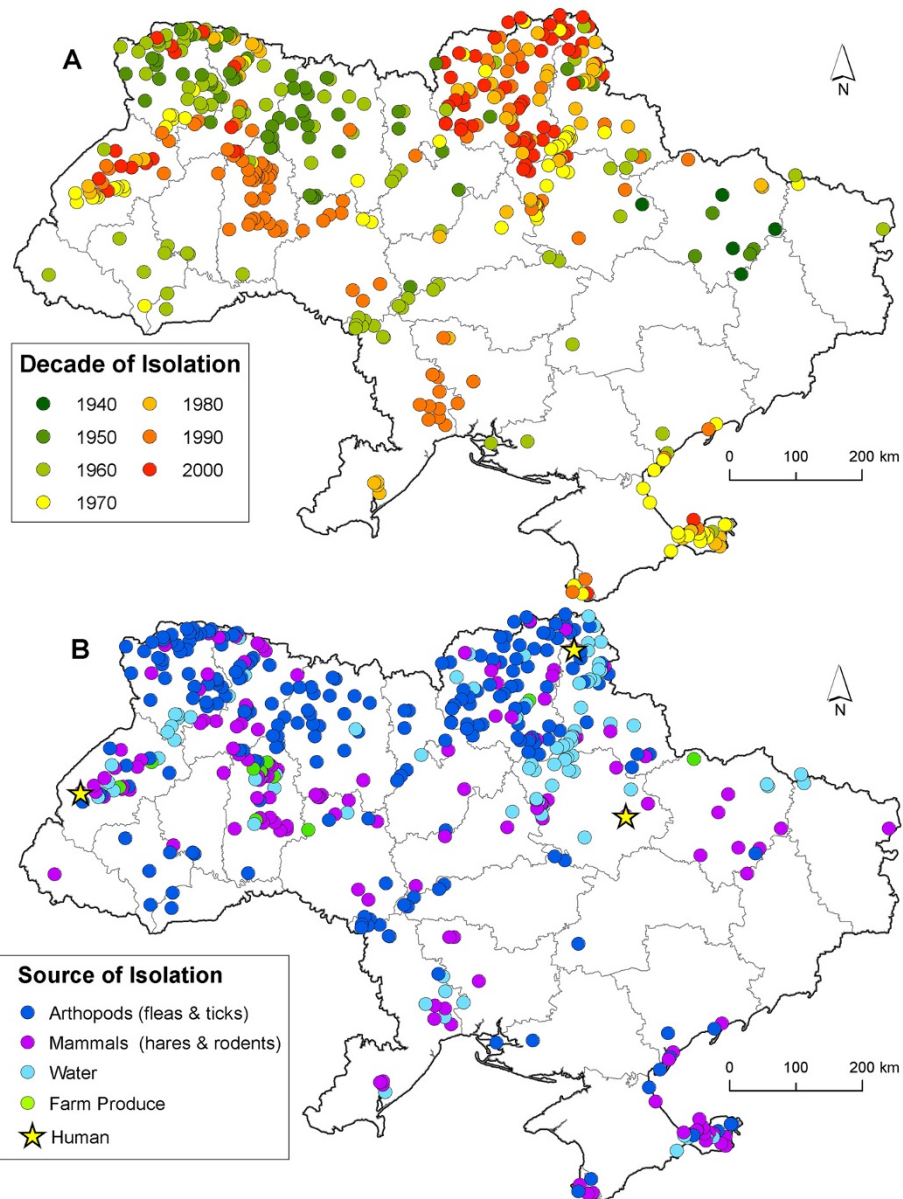 A
N
Decade of Isolation
1940 1980
1950 1990
1960 2000
1970
0 100 200 km
B
N
Source of Isolation
Arthopods (fleas & ticks)
Mammals (hares & rodents)
Water
Farm Produce
Human
0 100 200 km